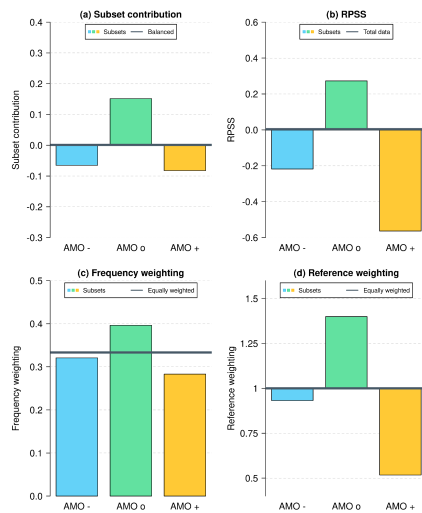 (a) Subset contribution
Subsets
Balanced
Subset contribution
0.4
0.3
0.2
0.1
0.0
-0.1
-0.2
-0.3
AMO -
AMO o
AMO +
(b) RPSS
Subsets
Total data
RPSS
0.6
0.4
0.2
0.0
-0.2
-0.4
-0.6
AMO -
AMO o
AMO +
(c) Frequency weighting
Subsets
Equally weighted
Frequency weighting
0.5
0.4
0.3
0.2
0.1
0.0
AMO -
AMO o
AMO +
(d) Reference weighting
Subsets
Equally weighted
Reference weighting
1.5
1.25
1
0.75
0.5
AMO -
AMO o
AMO +